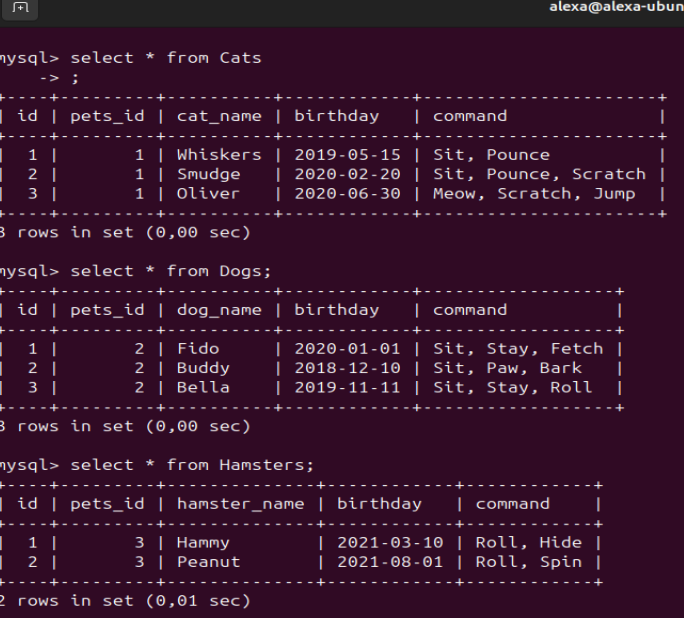 alexa@alexa-ubun
mysql> select * from Cats
    -> ;
+----+---------+----------+------------+-----------------------+
| id | pets_id | cat_name | birthday   | command               |
+----+---------+----------+------------+-----------------------+
|  1 |       1 | Whiskers | 2019-05-15 | Sit, Pounce           |
|  2 |       1 | Smudge   | 2020-02-20 | Sit, Pounce, Scratch |
|  3 |       1 | Oliver   | 2020-06-30 | Meow, Scratch, Jump  |
+----+---------+----------+------------+-----------------------+
3 rows in set (0,00 sec)
mysql> select * from Dogs;
+----+---------+----------+------------+------------------+
| id | pets_id | dog_name | birthday   | command          |
+----+---------+----------+------------+------------------+
|  1 |       2 | Fido     | 2020-01-01 | Sit, Stay, Fetch |
|  2 |       2 | Buddy    | 2018-12-10 | Sit, Paw, Bark   |
|  3 |       2 | Bella    | 2019-11-11 | Sit, Stay, Roll  |
+----+---------+----------+------------+------------------+
3 rows in set (0,00 sec)
mysql> select * from Hamsters;
+----+---------+--------------+------------+------------+
| id | pets_id | hamster_name | birthday   | command    |
+----+---------+--------------+------------+------------+
|  1 |       3 | Hammy        | 2021-03-10 | Roll, Hide |
|  2 |       3 | Peanut       | 2021-08-01 | Roll, Spin |
+----+---------+--------------+------------+------------+
2 rows in set (0,01 sec)